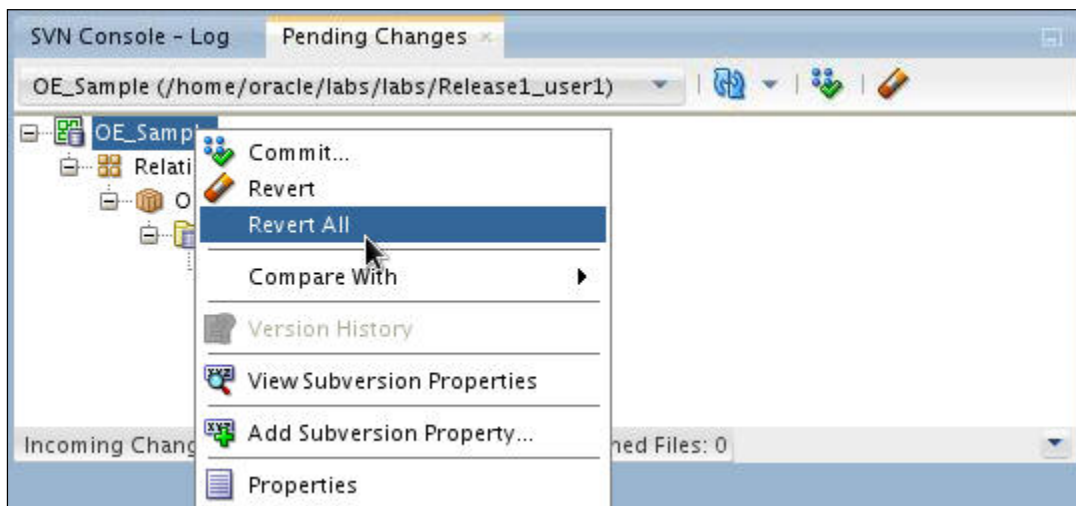 SVN Console - Log
Pending Changes
OE_Sample (/home/oracle/labs/labs/Release1_user1)
OE_Samp
Relati
O
Commit...
Revert
Revert All
Compare With
Version History
View Subversion Properties
Add Subversion Property...
Properties
Incoming Chang
ned Files: 0